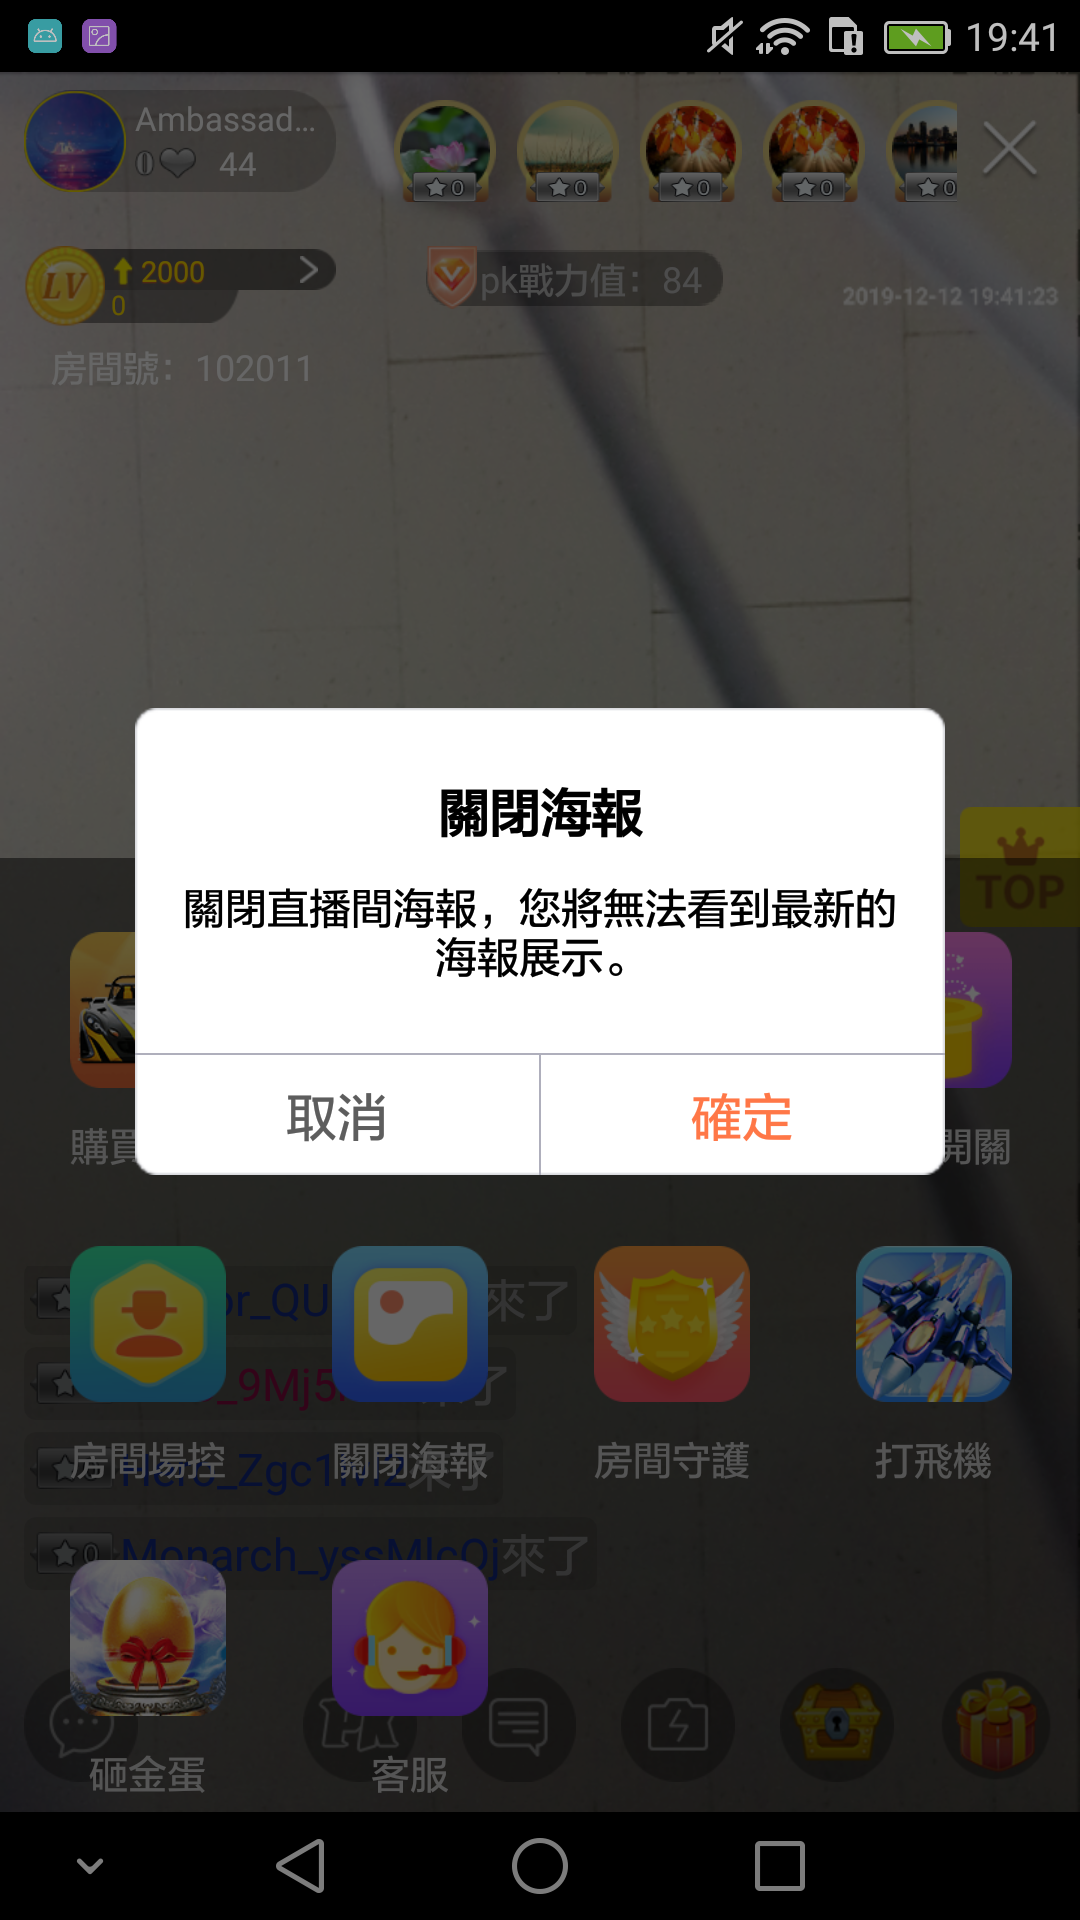 19:41
Ambassad...
0 44
0
0
0
0
0
LV 2000
0
pk戰力值：84
2019-12-12 19:41:23
房間號：102011
TOP
關閉海報
關閉直播間海報，您將無法看到最新的
海報展示。
取消
確定
購買
開關
來了
_9Mj5
了
房間場控
關閉海報
房間守護
打飛機
Hero_Zgc1M2來了
0 Monarch_yssMlcOj來了
PK
砸金蛋
客服